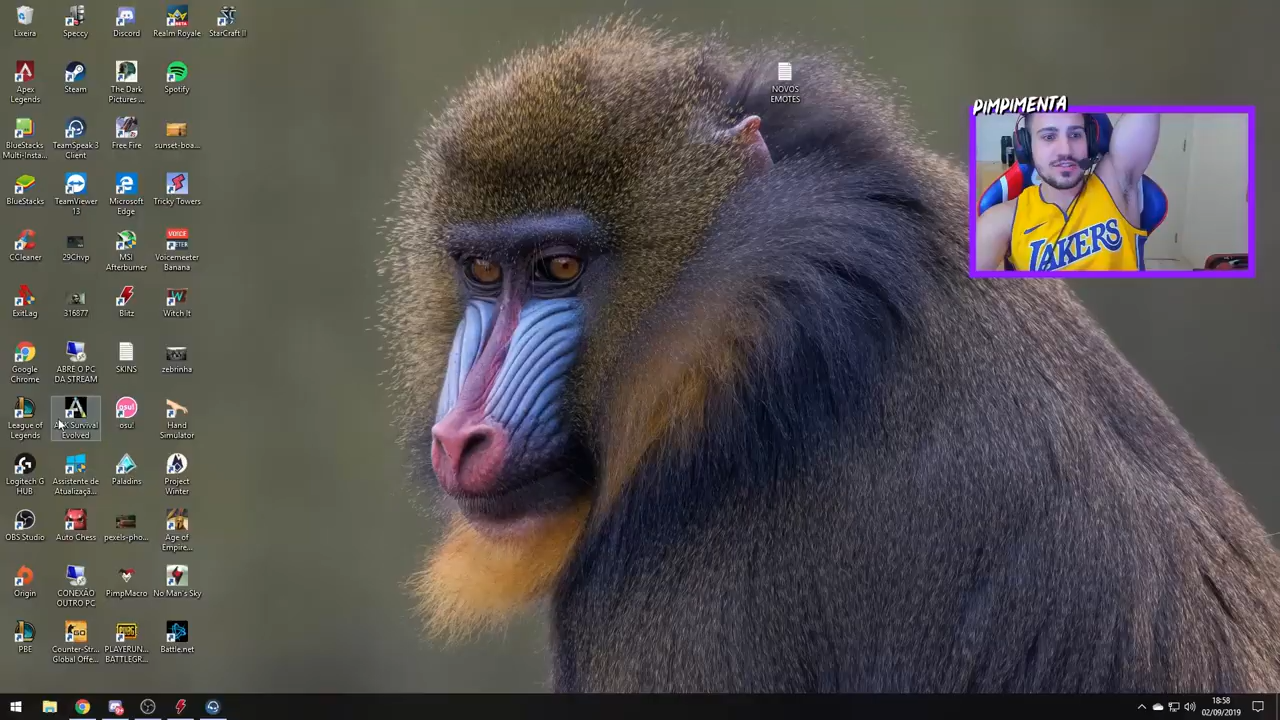 Lixeira
Speccy
Discord
Realm Royale
StarCraft II
Apex
Legends
Steam
The Dark
Pictures ...
Spotify
NOVOS
EMOTES
PIMPIMENTA
LAKERS
BlueStacks
Multi-Insta...
TeamSpeak 3
Client
Free Fire
sunset-boa...
BlueStacks
TeamViewer
13
Microsoft
Edge
Tricky Towers
CCleaner
29Chvp
MSI
Afterburner
VOICE
MEETER
Voicemeeter
Banana
ExitLag
316877
Blitz
Witch It
Google
Chrome
ABRE O PC
DA STREAM
SKINS
zebrinha
League of
Legends
ARK Survival
Evolved
osu!
osu!
Hand
Simulator
Logitech G
HUB
Assistente de
Atualizaçã...
Paladins
Project
Winter
OBS Studio
Auto Chess
pexels-pho...
Age of
Empire...
Origin
CONEXÃO
OUTRO PC
PimpMacro
No Man's Sky
PBE
GO
Counter-Str...
Global Offe...
PLAYERUN...
BATTLEGR...
Battle.net
18:58
02/09/2019